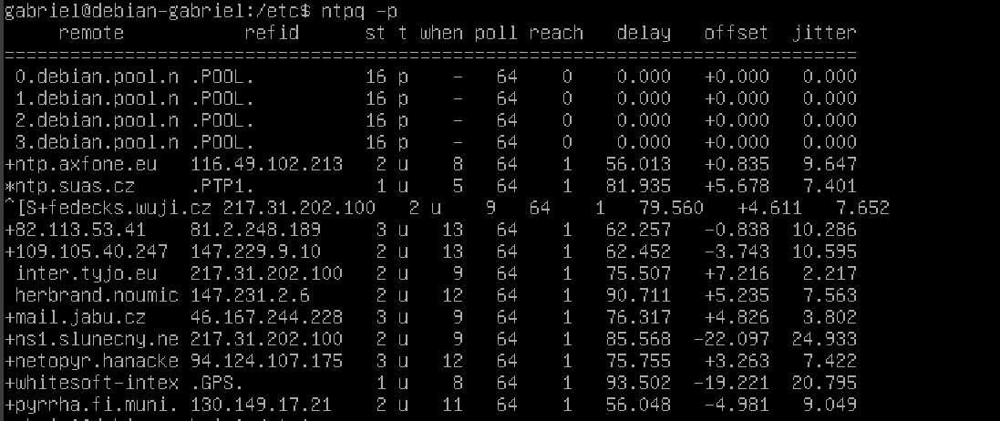 gabriel@debian-gabriel:/etc$ ntpq -p
     remote           refid      st t when poll reach   delay   offset  jitter
==============================================================================
 0.debian.pool.n .POOL.          16 p    -   64    0    0.000   +0.000   0.000
 1.debian.pool.n .POOL.          16 p    -   64    0    0.000   +0.000   0.000
 2.debian.pool.n .POOL.          16 p    -   64    0    0.000   +0.000   0.000
 3.debian.pool.n .POOL.          16 p    -   64    0    0.000   +0.000   0.000
+ntp.axfone.eu   116.49.102.213   2 u    8   64    1   56.013   +0.835   9.647
*ntp.suas.cz     .PTP1.           1 u    5   64    1   81.935   +5.678   7.401
^[S+fedecks.wuji.cz 217.31.202.100   2 u    9   64    1   79.560   +4.611   7.652
+82.113.53.41    81.2.248.189     3 u   13   64    1   62.257   -0.838  10.286
+109.105.40.247  147.229.9.10     2 u   13   64    1   62.452   -3.743  10.595
 inter.tyjo.eu   217.31.202.100   2 u    9   64    1   75.507   +7.216   2.217
 herbrand.noumic 147.231.2.6      2 u   12   64    1   90.711   +5.235   7.563
+mail.jabu.cz    46.167.244.228   3 u    9   64    1   76.317   +4.826   3.802
+ns1.slunecny.ne 217.31.202.100   2 u    9   64    1   85.568  -22.097  24.933
+netopyr.hanacke 94.124.107.175   3 u   12   64    1   75.755   +3.263   7.422
+whitesoft-intex .GPS.            1 u    8   64    1   93.502  -19.221  20.795
+pyrrha.fi.muni. 130.149.17.21    2 u   11   64    1   56.048   -4.981   9.049